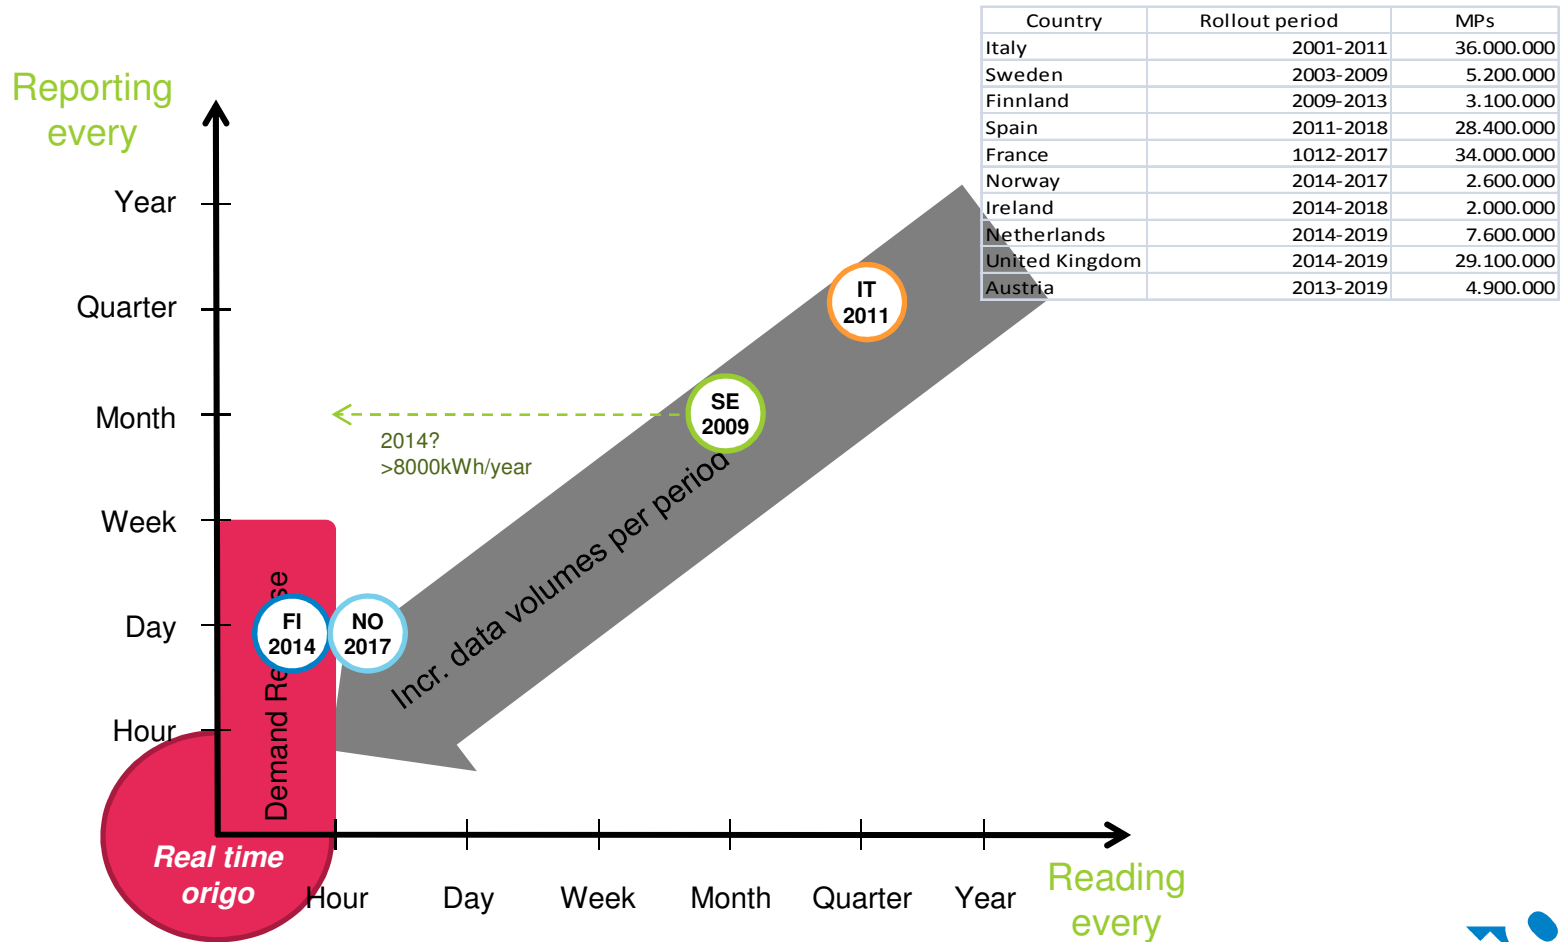 Country Rollout period MPs
Italy 2001-2011 36.000.000
Sweden 2003-2009 5.200.000
Finnland 2009-2013 3.100.000
Spain 2011-2018 28.400.000
France 1012-2017 34.000.000
Norway 2014-2017 2.600.000
Ireland 2014-2018 2.000.000
Netherlands 2014-2019 7.600.000
United Kingdom 2014-2019 29.100.000
Austria 2013-2019 4.900.000
Reporting
every
Year
Quarter
Month
Week
Day
Hour
IT
2011
SE
2009
2014?
>8000kWh/year
Incr. data volumes per period
FI
2014
NO
2017
Demand Re se
Real time
origo
Hour Day Week Month Quarter Year
Reading
every